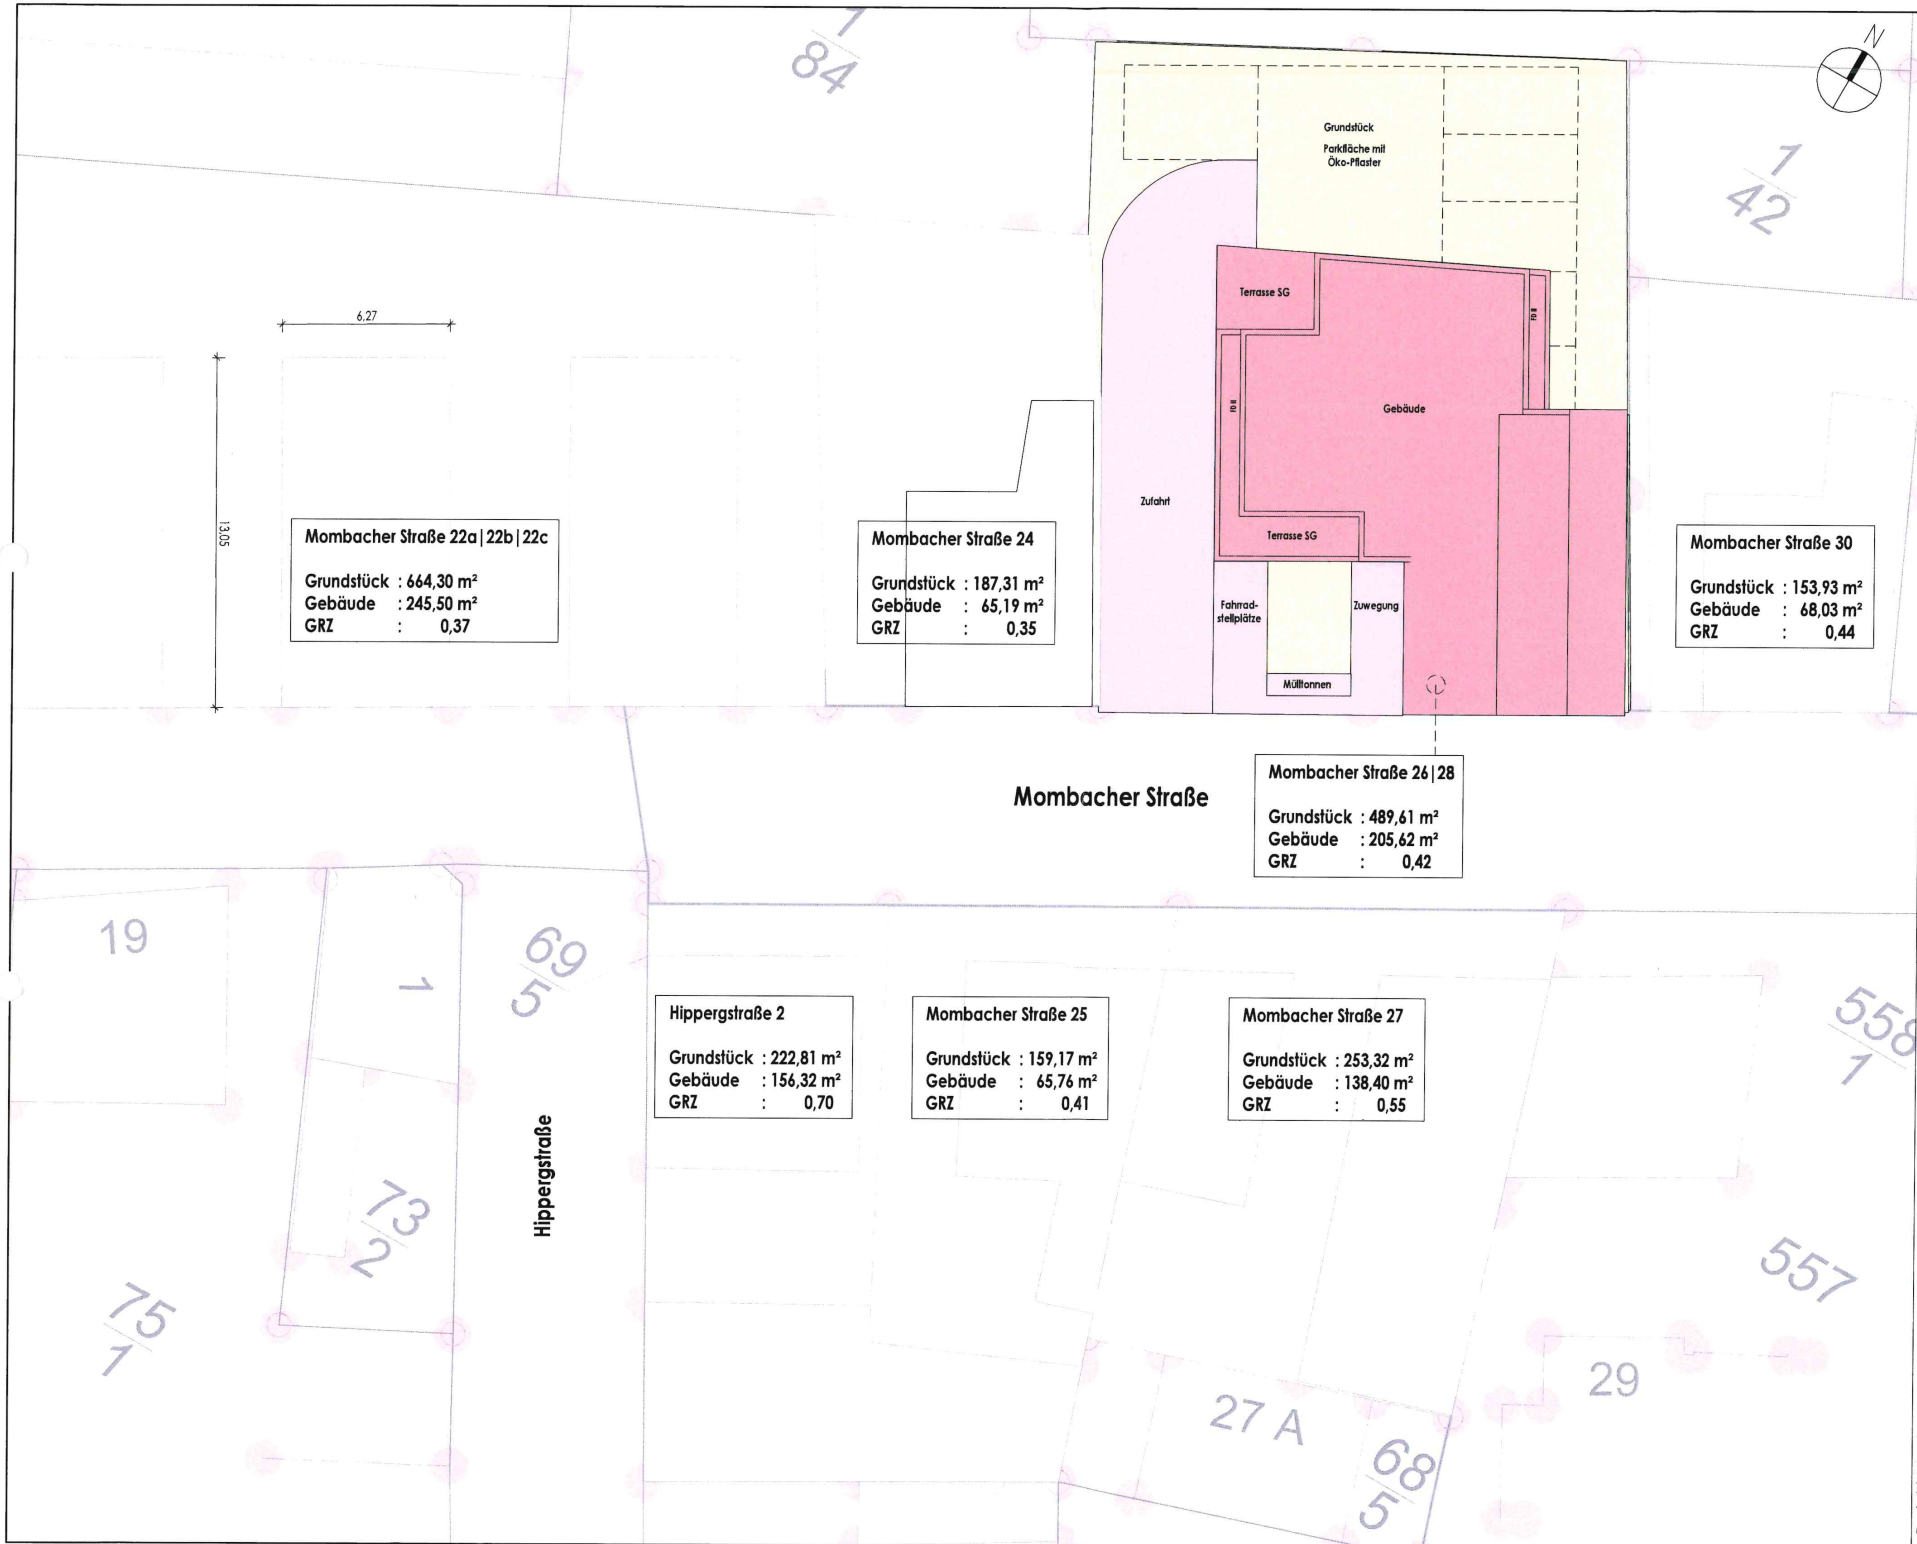 1
84
N
Grundstück
Parkfläche mit
Öko-Pflaster
1
42
Terrasse SG
FD II
6,27
FD II
Gebäude
Zufahrt
13,05
Terrasse SG
Mombacher Straße 22a|22b|22c
Grundstück : 664,30 m²
Gebäude : 245,50 m²
GRZ : 0,37
Mombacher Straße 24
Grundstück : 187,31 m²
Gebäude : 65,19 m²
GRZ : 0,35
Mombacher Straße 30
Grundstück : 153,93 m²
Gebäude : 68,03 m²
GRZ : 0,44
Fahrrad-
stellplätze
Zuwegung
Mülltonnen
Mombacher Straße
Mombacher Straße 26|28
Grundstück : 489,61 m²
Gebäude : 205,62 m²
GRZ : 0,42
19
1
69
5
Hippergstraße 2
Grundstück : 222,81 m²
Gebäude : 156,32 m²
GRZ : 0,70
Mombacher Straße 25
Grundstück : 159,17 m²
Gebäude : 65,76 m²
GRZ : 0,41
Mombacher Straße 27
Grundstück : 253,32 m²
Gebäude : 138,40 m²
GRZ : 0,55
558
1
Hippergstraße
73
2
75
1
557
27 A
29
68
5